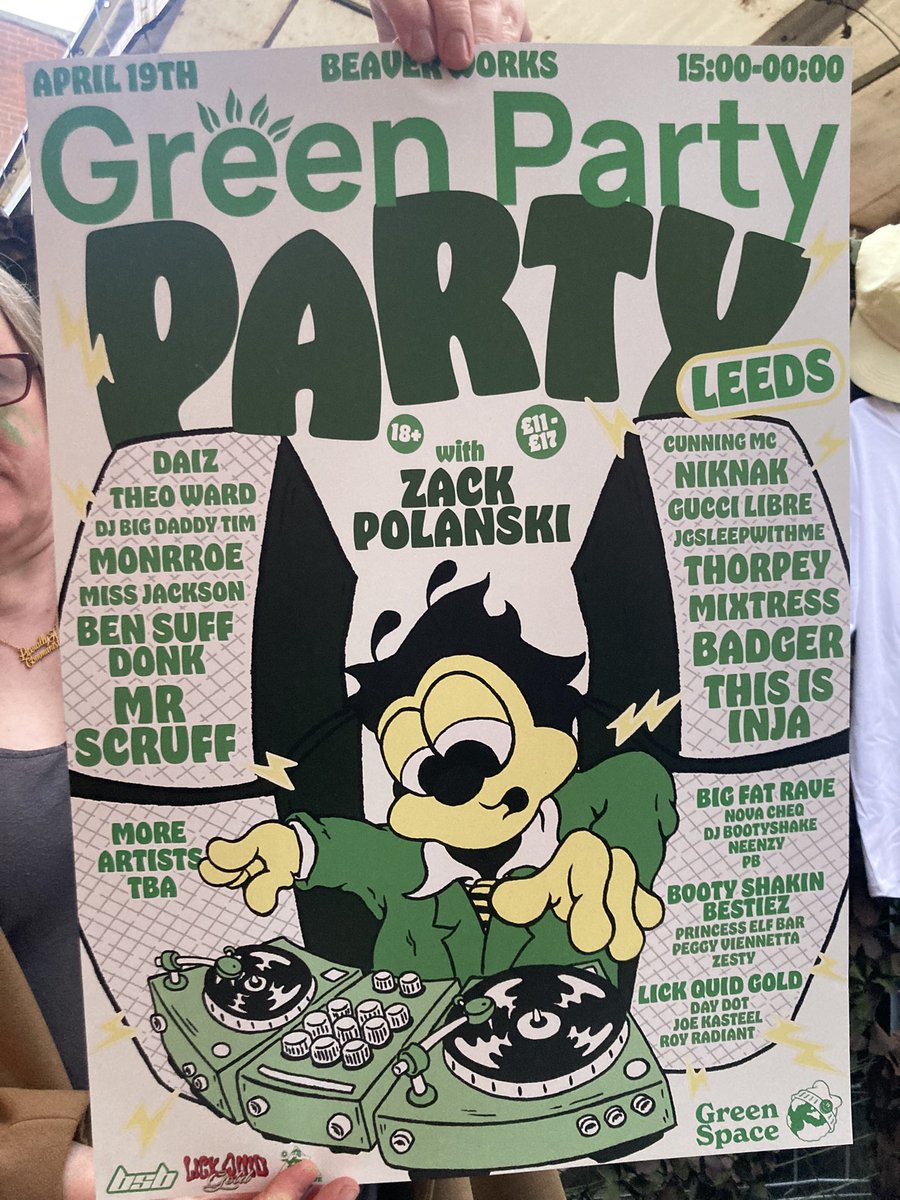 APRIL 19TH
BEAVER WORKS
15:00-00:00
Green Party
PARTY
LEEDS
18+
£11-
£17
with
ZACK
POLANSKI
DAIZ
THEO WARD
DJ BIG DADDY TIM
MONRROE
MISS JACKSON
BEN SUFF
DONK
MR
SCRUFF
MORE
ARTISTS
TBA
CUNNING MC
NIKNAK
GUCCI LIBRE
JGSLEEPWITHME
THORPEY
MIXTRESS
BADGER
THIS IS
INJA
BIG FAT RAVE
NOVA CHEQ
DJ BOOTYSHAKE
NEENZY
PB
BOOTY SHAKIN
BESTIEZ
PRINCESS ELF BAR
PEGGY VIENNETTA
ZESTY
LICK QUID GOLD
DAY DOT
JOE KASTEEL
ROY RADIANT
Green
Space
bsb
LICK QUID
Gold